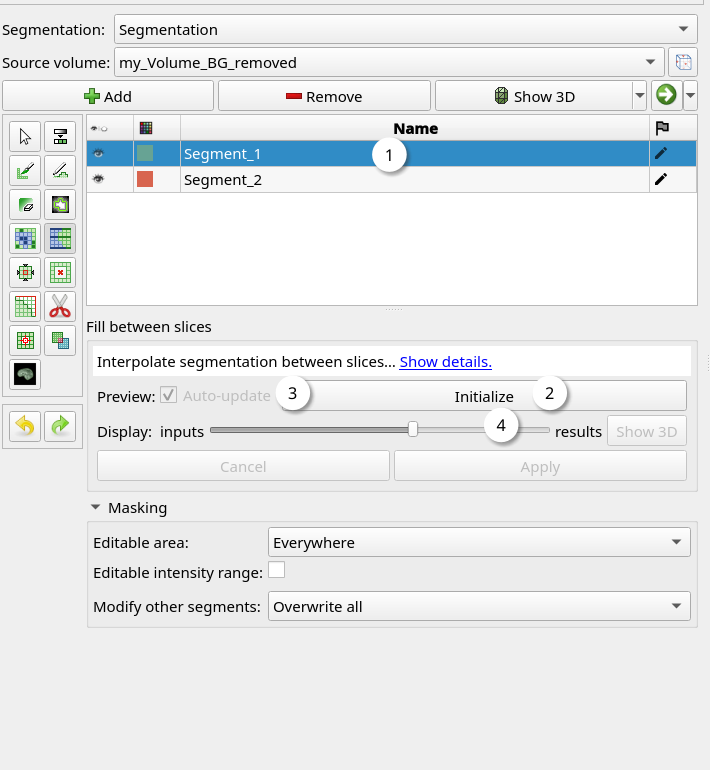 Segmentation: Segmentation
Source volume: my_Volume_BG_removed
Add Remove Show 3D
Name
Segment_1 1
Segment_2
Fill between slices
Interpolate segmentation between slices... Show details.
Preview: Auto-update 3 Initialize 2
Display: inputs 4 results Show 3D
Cancel Apply
Masking
Editable area: Everywhere
Editable intensity range:
Modify other segments: Overwrite all